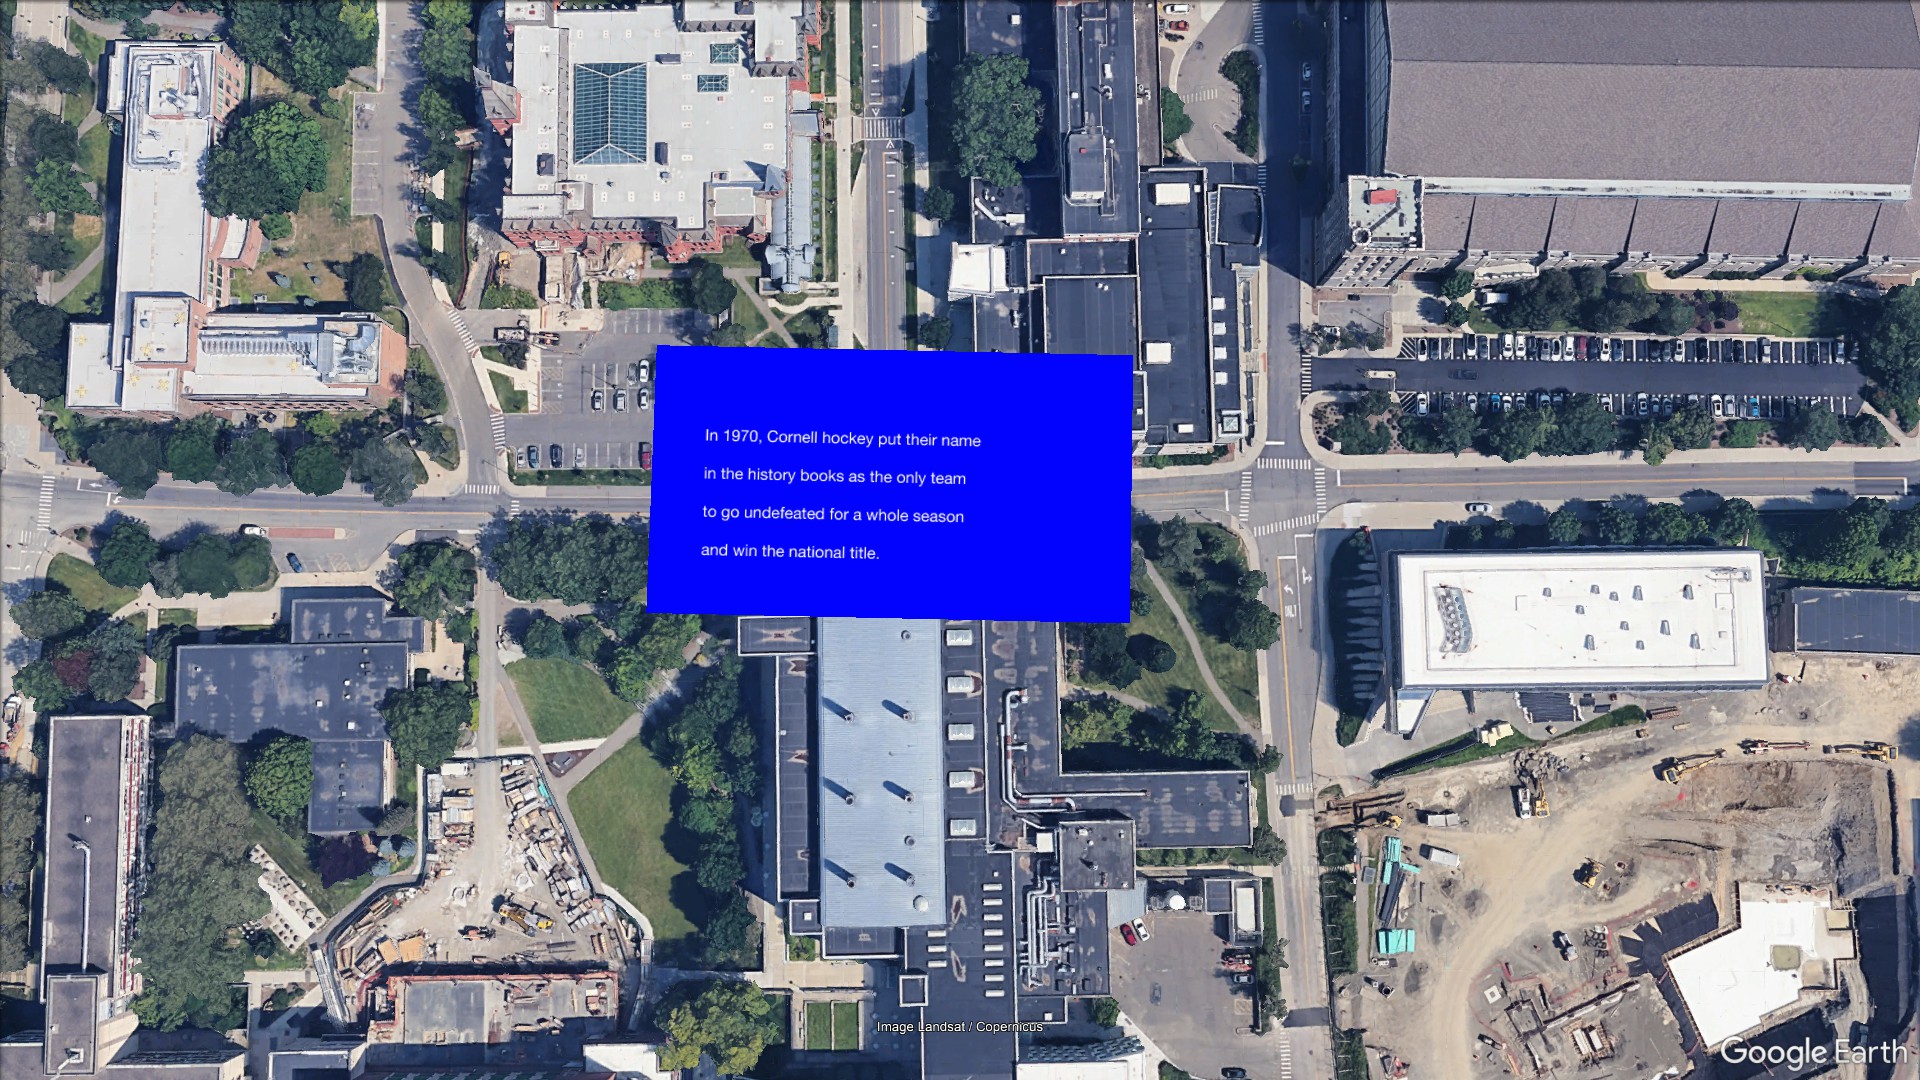 In 1970, Cornell hockey put their name
in the history books as the only team
to go undefeated for a whole season
and win the national title.
ONLY
Image Landsat / Copernicus
Google Earth